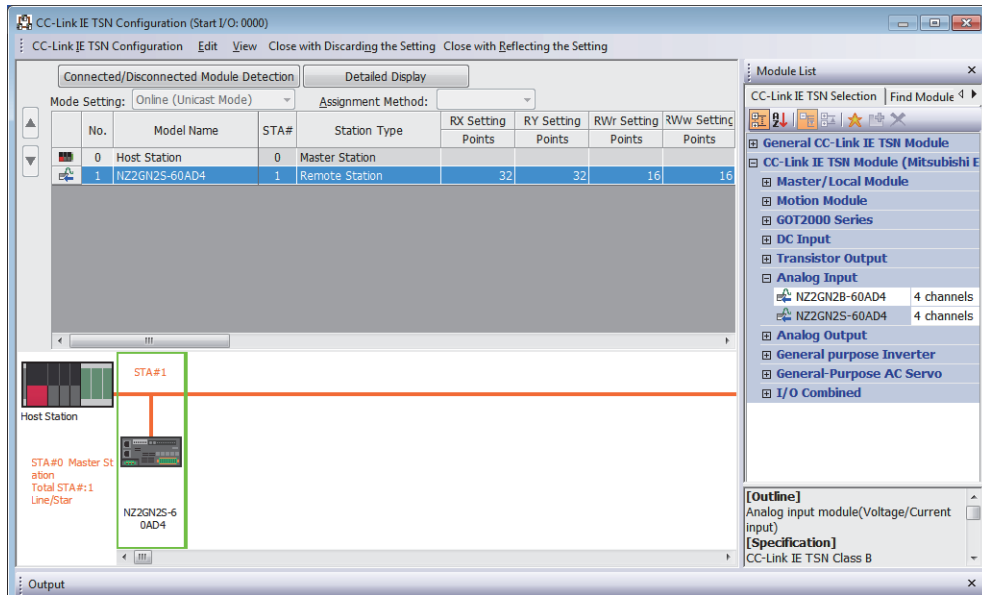 CC-Link IE TSN Configuration (Start I/O: 0000)
CC-Link IE TSN Configuration Edit View Close with Discarding the Setting Close with Reflecting the Setting
Connected/Disconnected Module Detection Detailed Display
Mode Setting: Online (Unicast Mode) Assignment Method:
No. Model Name STA# Station Type RX Setting RY Setting RWr Setting RWw Setting
Points Points Points Points
0 Host Station 0 Master Station
1 NZ2GN2S-60AD4 1 Remote Station 32 32 16 16
STA#1
Host Station
STA#0 Master St
ation
Total STA#:1
Line/Star
NZ2GN2S-6
0AD4
Module List
CC-Link IE TSN Selection Find Module
General CC-Link IE TSN Module
CC-Link IE TSN Module (Mitsubishi E
Master/Local Module
Motion Module
GOT2000 Series
DC Input
Transistor Output
Analog Input
NZ2GN2B-60AD4 4 channels
NZ2GN2S-60AD4 4 channels
Analog Output
General purpose Inverter
General-Purpose AC Servo
I/O Combined
[Outline]
Analog input module(Voltage/Current
input)
[Specification]
CC-Link IE TSN Class B
Output